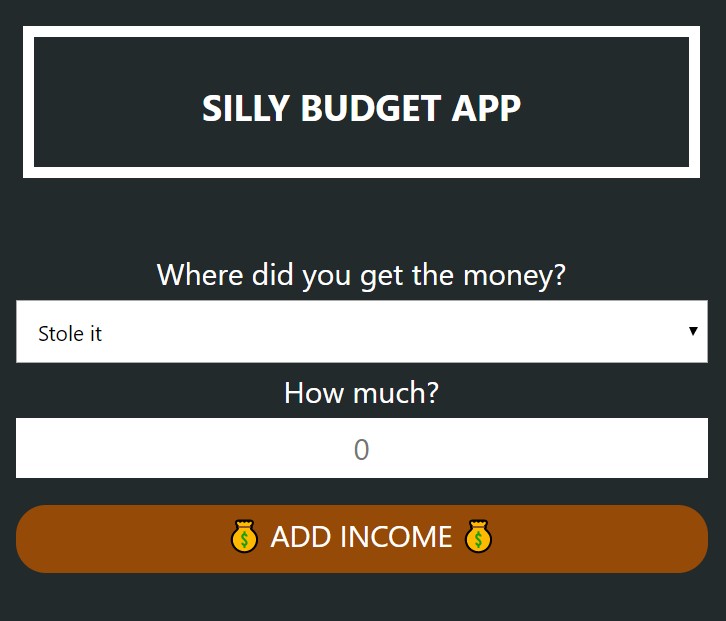 SILLY BUDGET APP
Where did you get the money?
Stole it
How much?
0
💰 ADD INCOME 💰